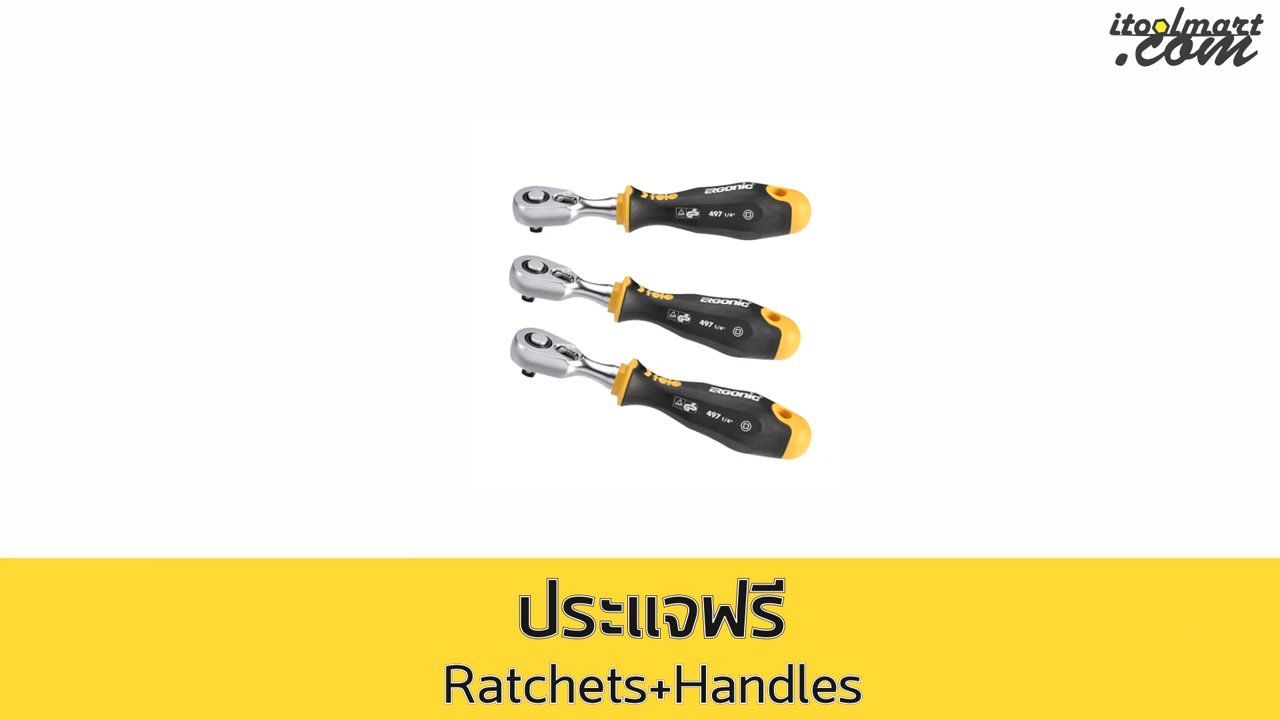 itoolmart
.com
ERGONIC
497 1/4"
ERGONIC
497 1/4"
ERGONIC
497 1/4"
ประแจฟรี
Ratchets+Handles